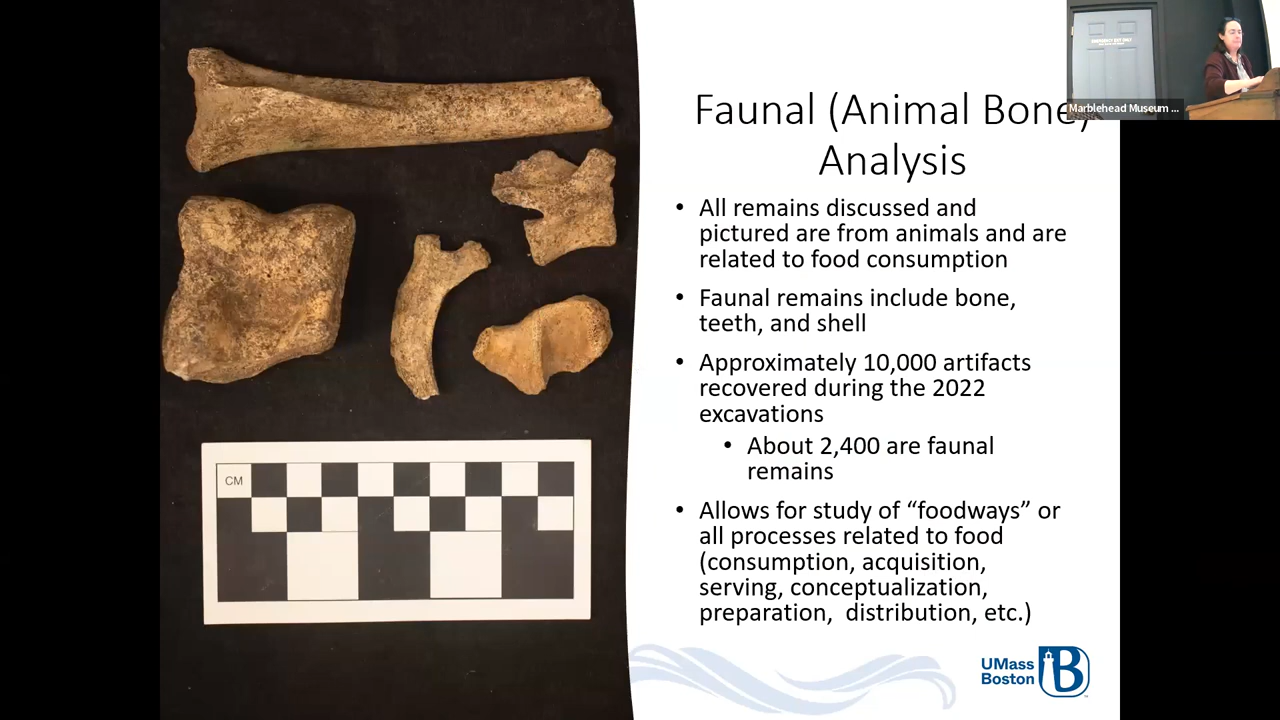 Faunal (Animal Bone)
Analysis
• All remains discussed and
pictured are from animals and are
related to food consumption
• Faunal remains include bone,
teeth, and shell
• Approximately 10,000 artifacts
recovered during the 2022
excavations
• About 2,400 are faunal
remains
• Allows for study of “foodways” or
all processes related to food
(consumption, acquisition,
serving, conceptualization,
preparation,  distribution, etc.)
CM
UMass
Boston
B
Marblehead Museum ...